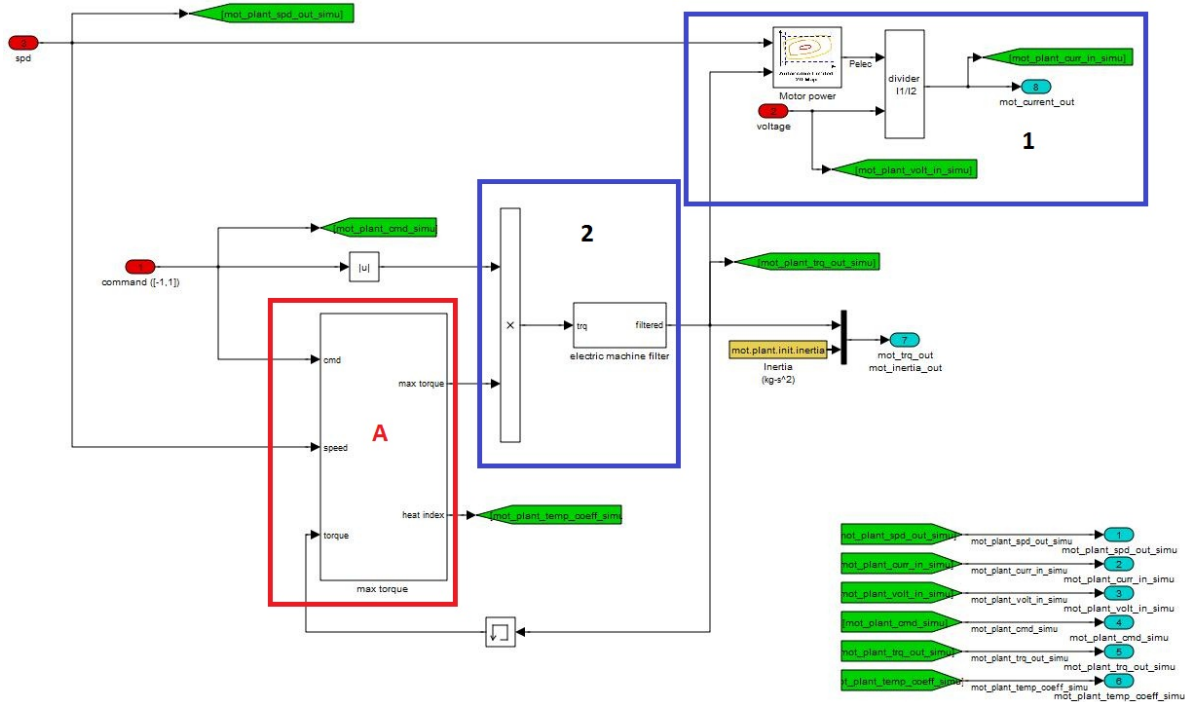 [mot_plant_spd_out_simu]
2
spd
Motor power
Pelec
divider
I1/I2
[mot_plant_curr_in_simu]
8
mot_current_out
voltage
1
[mot_plant_volt_in_simu]
[mot_plant_cmd_simu]
1
command ([-1,1])
|u|
2
[mot_plant_trq_out_simu]
×
trq
filtered
electric machine filter
mot.plant.init.inertia
Inertia
(kg-s^2)
7
mot_trq_out
mot_inertia_out
cmd
max torque
A
speed
heat index
[mot_plant_temp_coeff_simu
torque
max torque
mot_plant_spd_out_simu]
mot_plant_spd_out_simu
1
mot_plant_spd_out_simu
mot_plant_curr_in_simu]
mot_plant_curr_in_simu
2
mot_plant_curr_in_simu
mot_plant_volt_in_simu]
mot_plant_volt_in_simu
3
mot_plant_volt_in_simu
[mot_plant_cmd_simu]
mot_plant_cmd_simu
4
mot_plant_cmd_simu
mot_plant_trq_out_simu]
mot_plant_trq_out_simu
5
mot_plant_trq_out_simu
ot_plant_temp_coeff_simu]
mot_plant_temp_coeff_simu
6
mot_plant_temp_coeff_simu